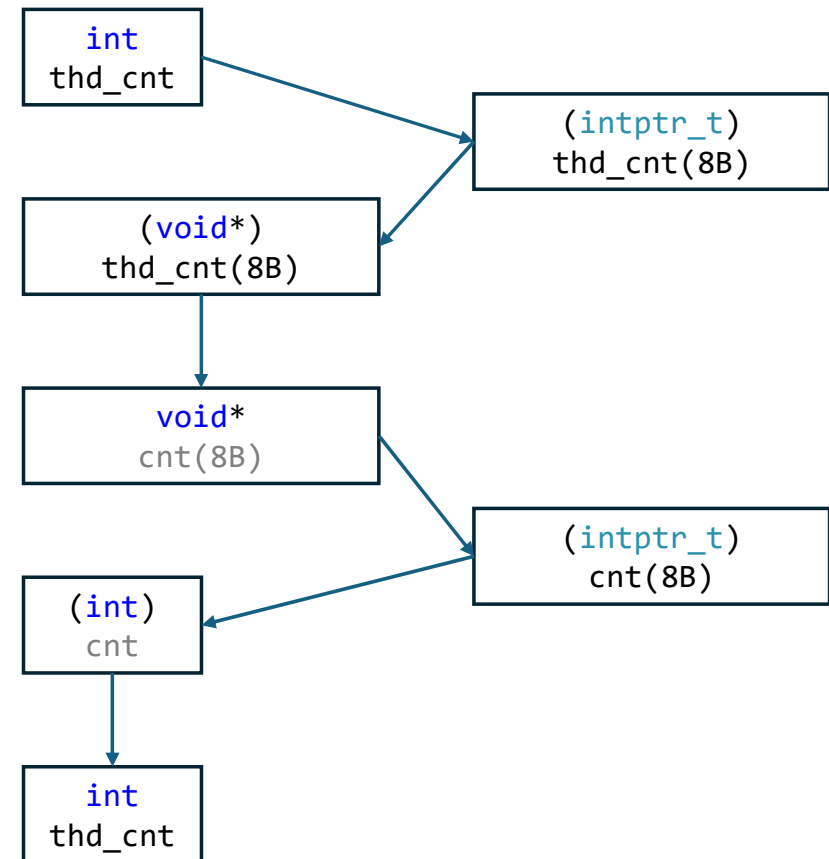 int
thd_cnt
(intptr_t)
thd_cnt(8B)
(void*)
thd_cnt(8B)
void*
cnt(8B)
(intptr_t)
cnt(8B)
(int)
cnt
int
thd_cnt